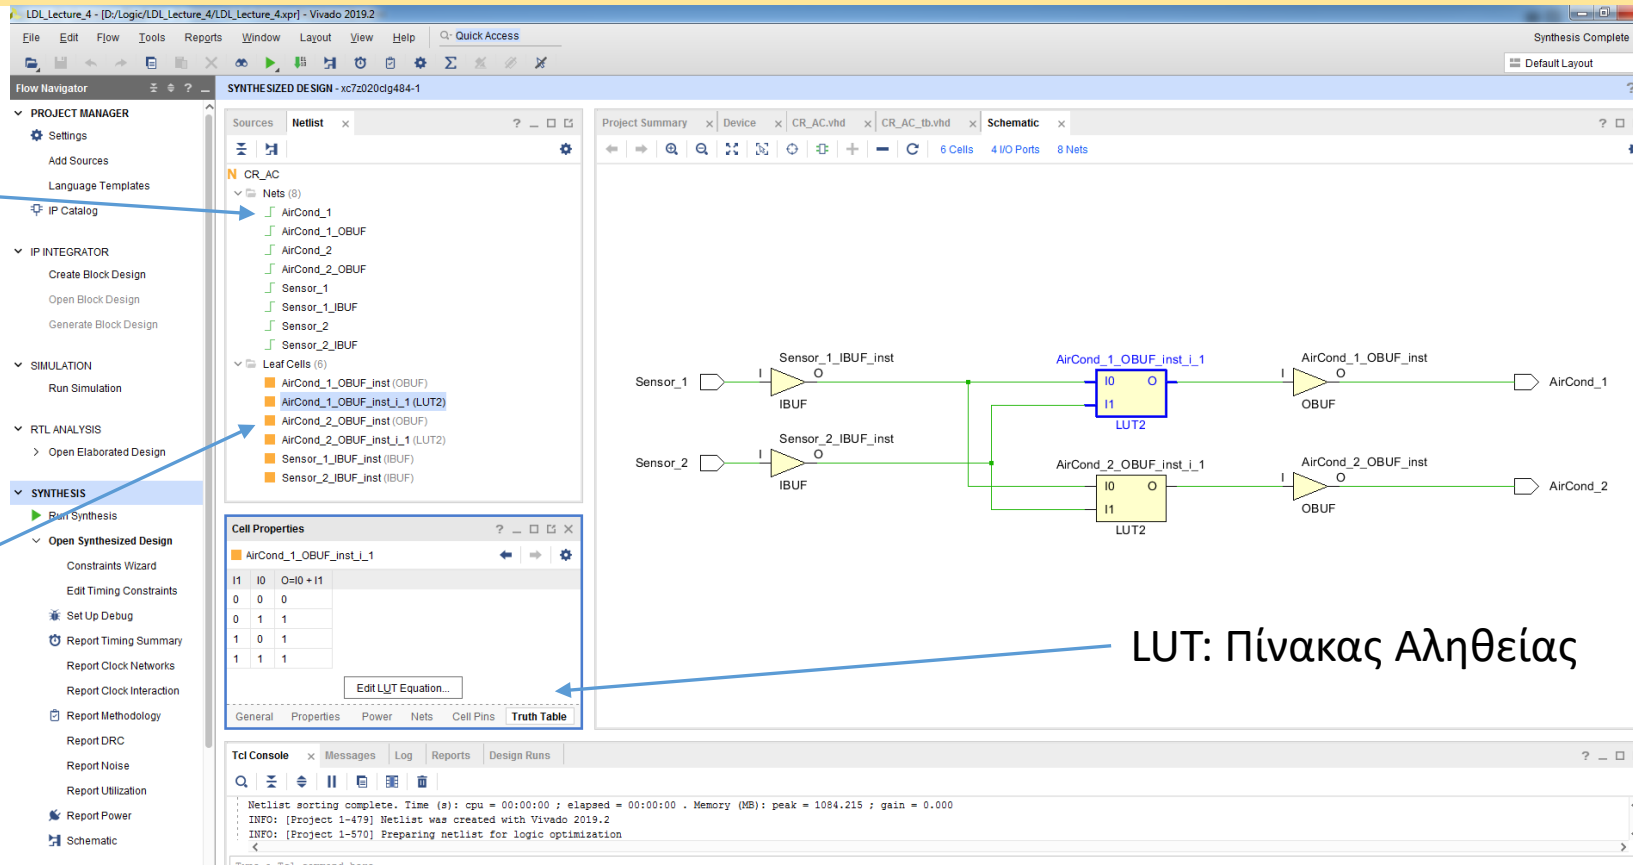 LDL_Lecture_4 - [D:/Logic/LDL_Lecture_4/LDL_Lecture_4.xpr] - Vivado 2019.2
File Edit Flow Tools Reports Window Layout View Help Quick Access
Synthesis Complete
Default Layout
Flow Navigator
SYNTHESIZED DESIGN - xc7z020clg484-1
PROJECT MANAGER
Settings
Add Sources
Language Templates
IP Catalog
IP INTEGRATOR
Create Block Design
Open Block Design
Generate Block Design
SIMULATION
Run Simulation
RTL ANALYSIS
Open Elaborated Design
SYNTHESIS
Run Synthesis
Open Synthesized Design
Constraints Wizard
Edit Timing Constraints
Set Up Debug
Report Timing Summary
Report Clock Networks
Report Clock Interaction
Report Methodology
Report DRC
Report Noise
Report Utilization
Report Power
Schematic
Sources Netlist
N CR_AC
Nets (8)
AirCond_1
AirCond_1_OBUF
AirCond_2
AirCond_2_OBUF
Sensor_1
Sensor_1_IBUF
Sensor_2
Sensor_2_IBUF
Leaf Cells (6)
AirCond_1_OBUF_inst (OBUF)
AirCond_1_OBUF_inst_i_1 (LUT2)
AirCond_2_OBUF_inst (OBUF)
AirCond_2_OBUF_inst_i_1 (LUT2)
Sensor_1_IBUF_inst (IBUF)
Sensor_2_IBUF_inst (IBUF)
Cell Properties
AirCond_1_OBUF_inst_i_1
I1 I0 O=I0 + I1
0 0 0
0 1 1
1 0 1
1 1 1
Edit LUT Equation...
General Properties Power Nets Cell Pins Truth Table
Project Summary Device CR_AC.vhd CR_AC_tb.vhd Schematic
6 Cells 4 I/O Ports 8 Nets
Sensor_1_IBUF_inst AirCond_1_OBUF_inst_i_1 AirCond_1_OBUF_inst
Sensor_1 I O I0 O I O AirCond_1
IBUF I1 OBUF
LUT2
Sensor_2_IBUF_inst AirCond_2_OBUF_inst_i_1 AirCond_2_OBUF_inst
Sensor_2 I O I0 O I O AirCond_2
IBUF I1 OBUF
LUT2
LUT: Πίνακας Αληθείας
Tcl Console Messages Log Reports Design Runs
Netlist sorting complete. Time (s): cpu = 00:00:00 ; elapsed = 00:00:00 . Memory (MB): peak = 1084.215 ; gain = 0.000
INFO: [Project 1-479] Netlist was created with Vivado 2019.2
INFO: [Project 1-570] Preparing netlist for logic optimization